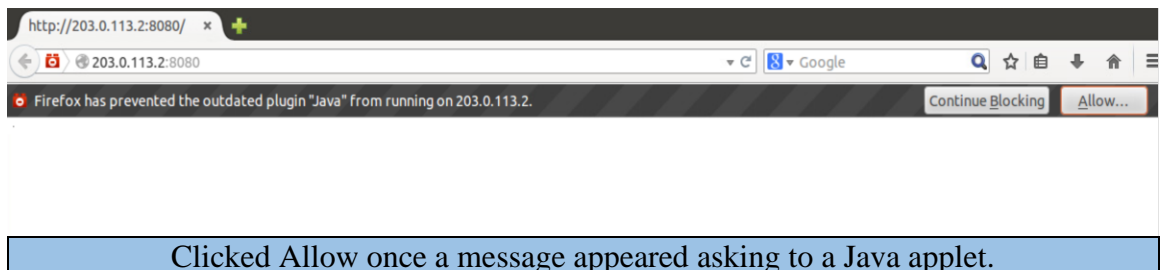 http://203.0.113.2:8080/ ×
203.0.113.2:8080 8 Google
Firefox has prevented the outdated plugin "Java" from running on 203.0.113.2. Continue Blocking Allow...
Clicked Allow once a message appeared asking to a Java applet.